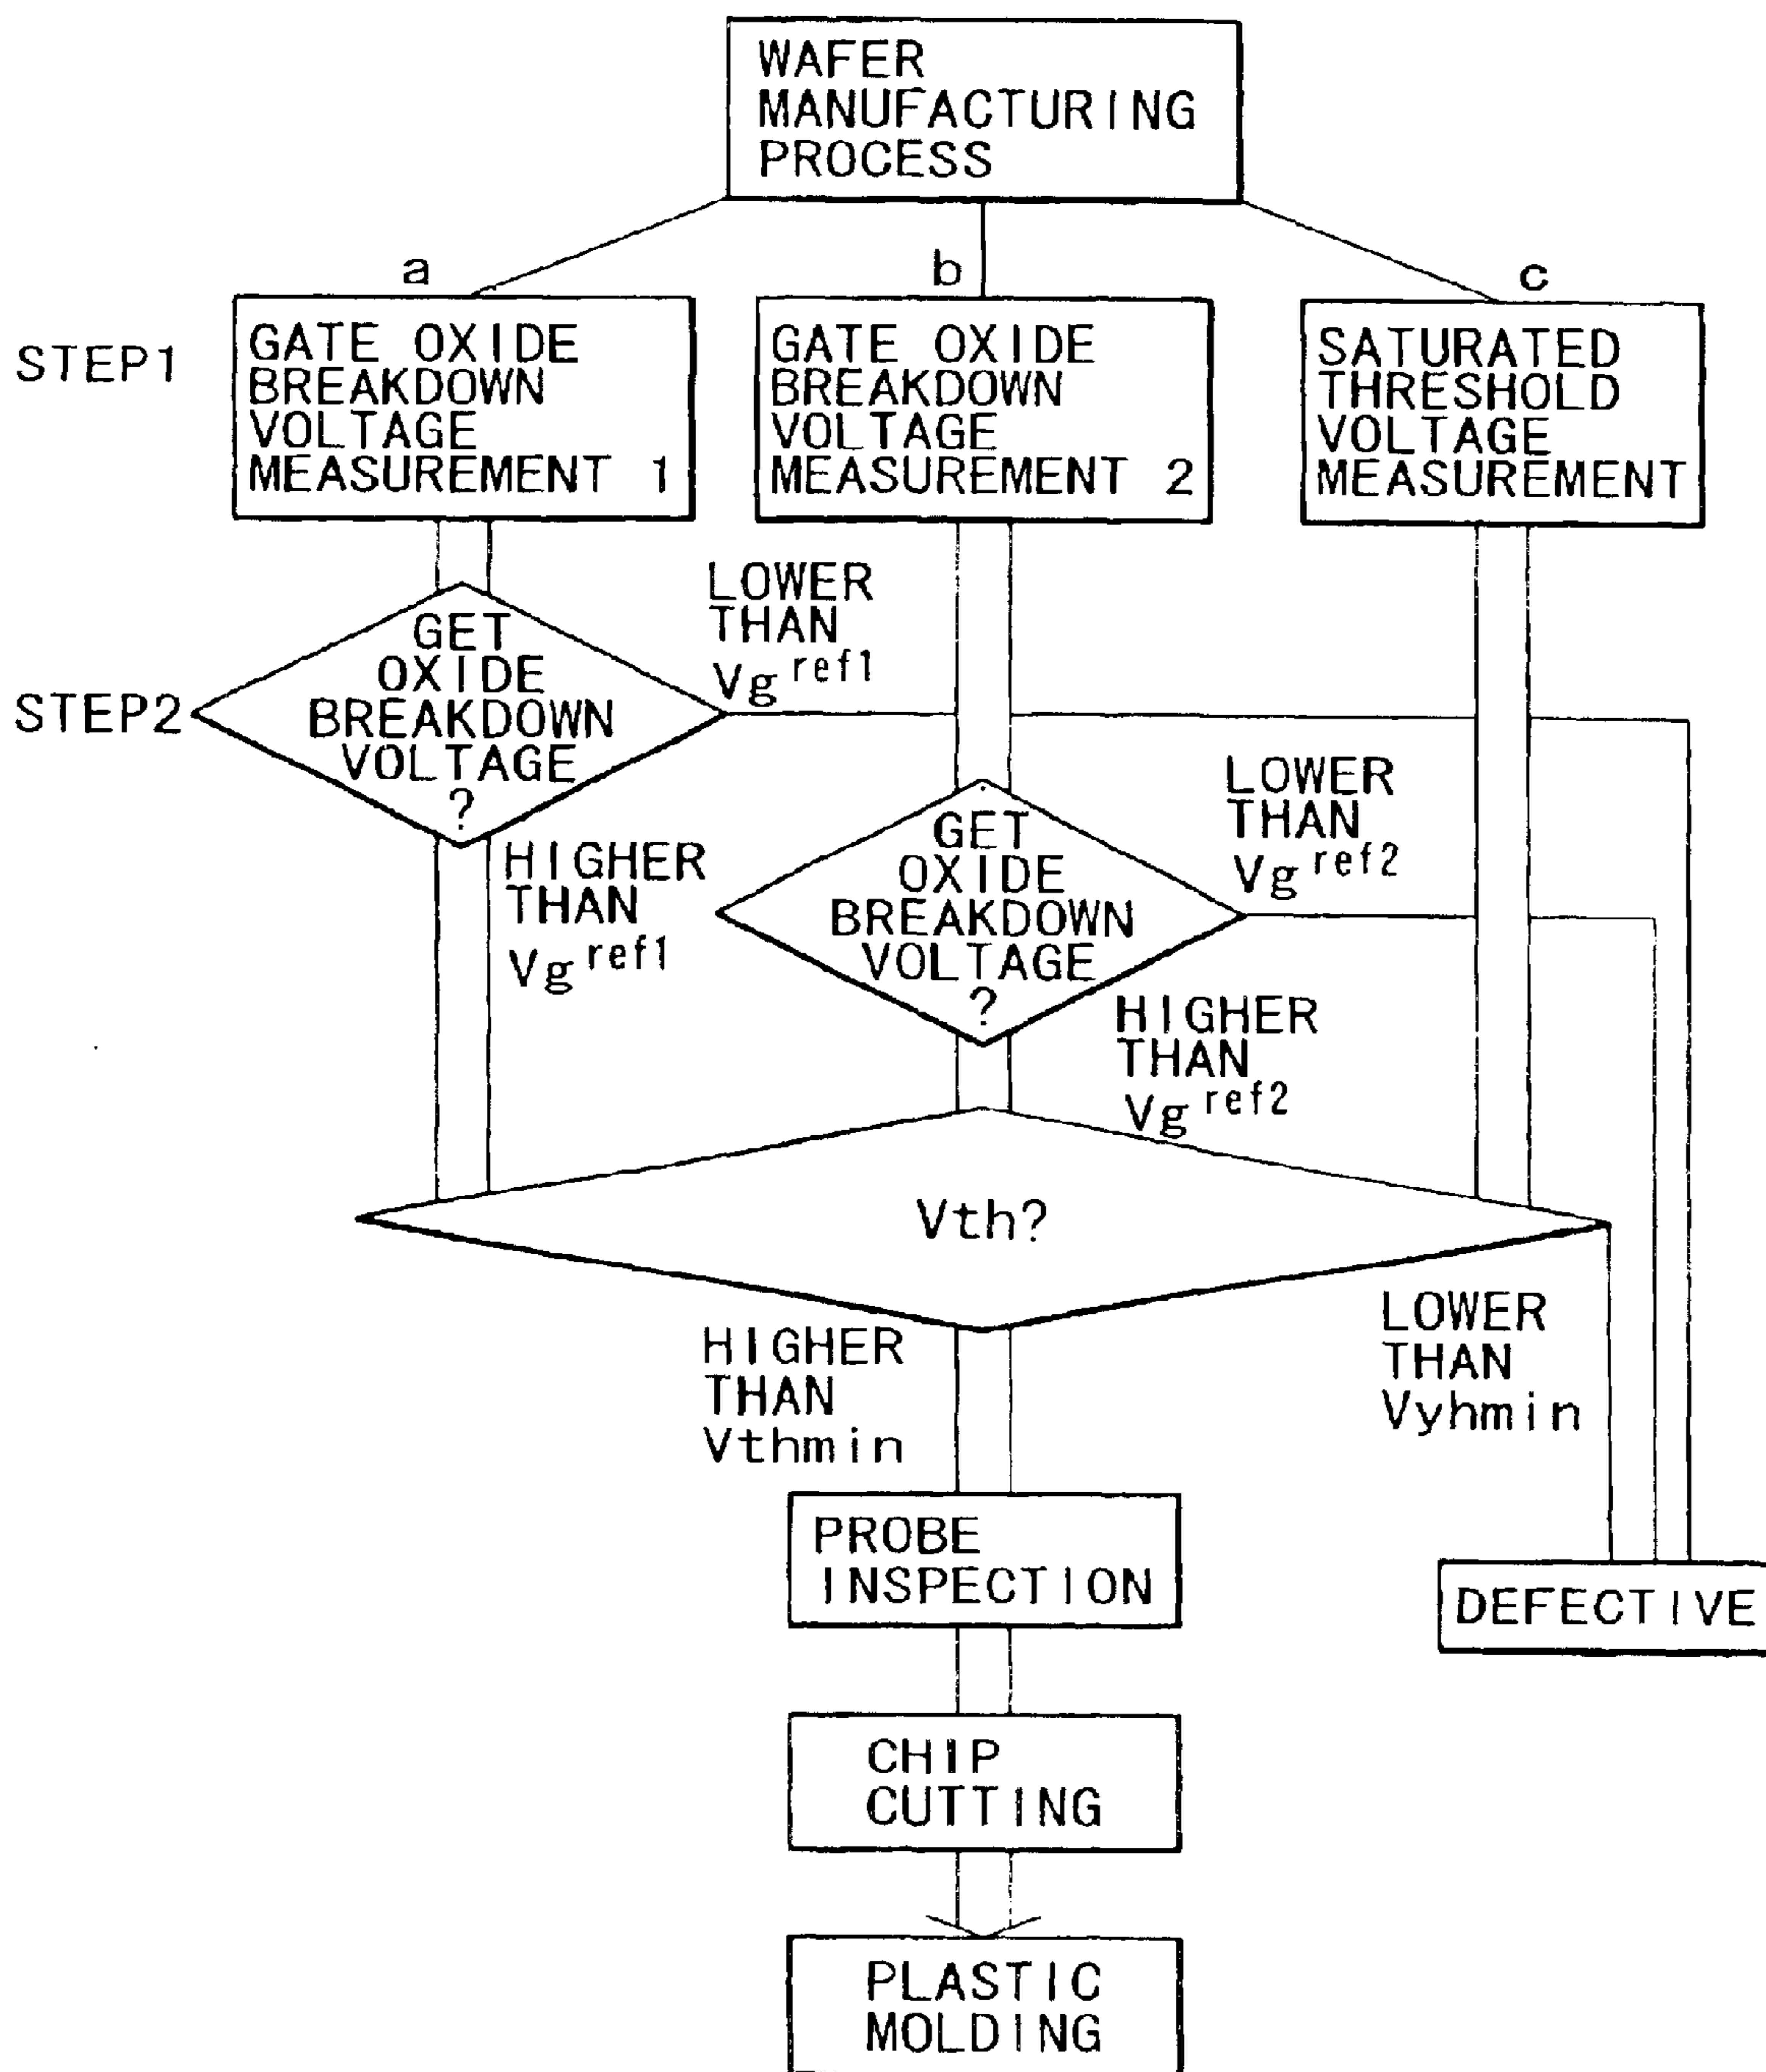 WAFER
MANUFACTURING
PROCESS
a
b
c
STEP1
GATE OXIDE
BREAKDOWN
VOLTAGE
MEASUREMENT 1
GATE OXIDE
BREAKDOWN
VOLTAGE
MEASUREMENT 2
SATURATED
THRESHOLD
VOLTAGE
MEASUREMENT
STEP2
GET
OXIDE
BREAKDOWN
VOLTAGE
?
LOWER
THAN
Vg ref1
HIGHER
THAN
Vg ref1
GET
OXIDE
BREAKDOWN
VOLTAGE
?
LOWER
THAN
Vg ref2
HIGHER
THAN
Vg ref2
Vth?
HIGHER
THAN
Vthmin
LOWER
THAN
Vyhmin
PROBE
INSPECTION
DEFECTIVE
CHIP
CUTTING
PLASTIC
MOLDING